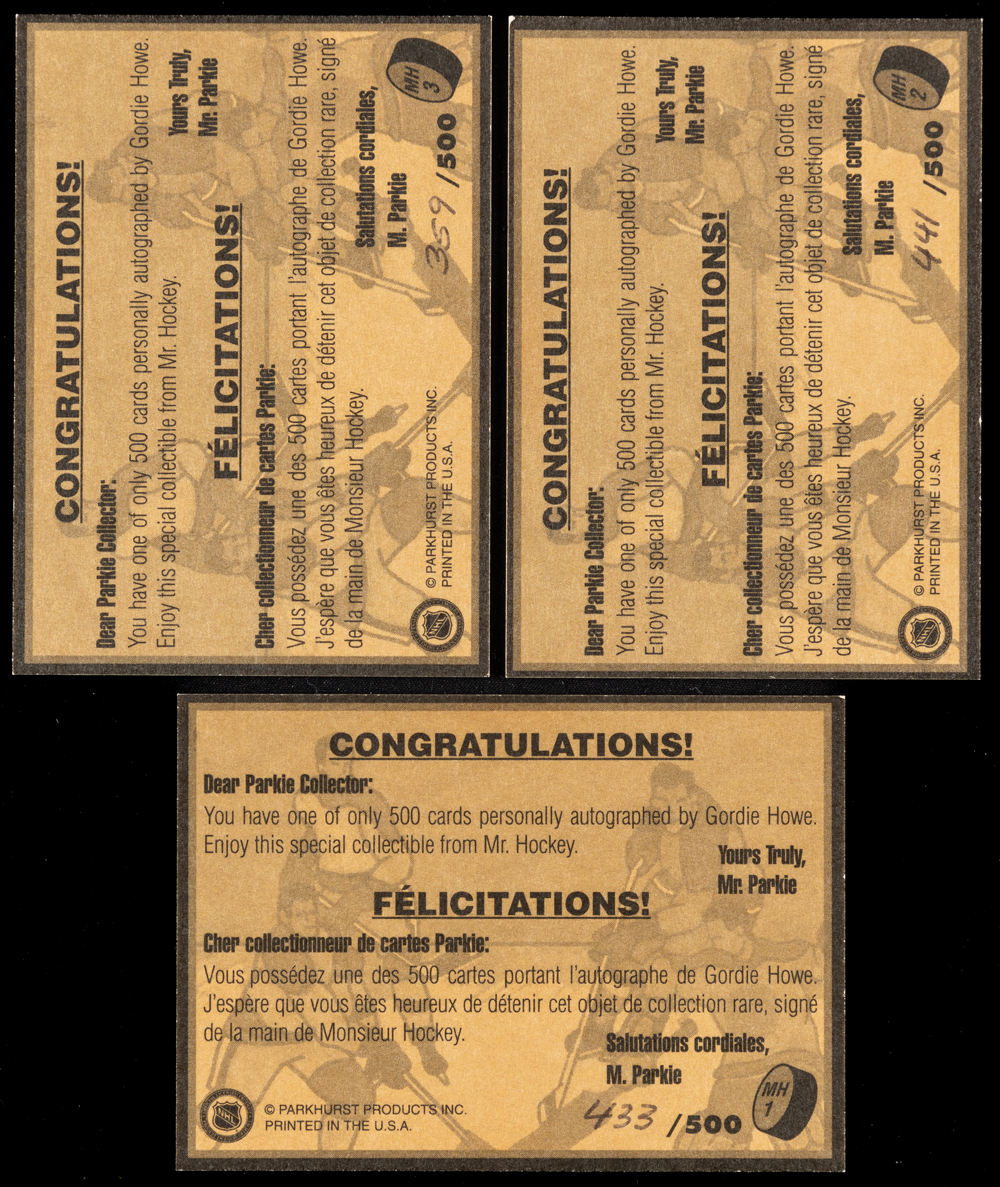 CONGRATULATIONS!
Dear Parkie Collector:
You have one of only 500 cards personally autographed by Gordie Howe.
Enjoy this special collectible from Mr. Hockey.
Yours Truly,
Mr. Parkie
FÉLICITATIONS!
Cher collectionneur de cartes Parkie:
Vous possédez une des 500 cartes portant l'autographe de Gordie Howe.
J'espère que vous êtes heureux de détenir cet objet de collection rare, signé
de la main de Monsieur Hockey.
Salutations cordiales,
M. Parkie
359 /500
MH
3
NHL
© PARKHURST PRODUCTS INC.
PRINTED IN THE U.S.A.
CONGRATULATIONS!
Dear Parkie Collector:
You have one of only 500 cards personally autographed by Gordie Howe.
Enjoy this special collectible from Mr. Hockey.
Yours Truly,
Mr. Parkie
FÉLICITATIONS!
Cher collectionneur de cartes Parkie:
Vous possédez une des 500 cartes portant l'autographe de Gordie Howe.
J'espère que vous êtes heureux de détenir cet objet de collection rare, signé
de la main de Monsieur Hockey.
Salutations cordiales,
M. Parkie
441 /500
MH
2
NHL
© PARKHURST PRODUCTS INC.
PRINTED IN THE U.S.A.
CONGRATULATIONS!
Dear Parkie Collector:
You have one of only 500 cards personally autographed by Gordie Howe.
Enjoy this special collectible from Mr. Hockey.
Yours Truly,
Mr. Parkie
FÉLICITATIONS!
Cher collectionneur de cartes Parkie:
Vous possédez une des 500 cartes portant l'autographe de Gordie Howe.
J'espère que vous êtes heureux de détenir cet objet de collection rare, signé
de la main de Monsieur Hockey.
Salutations cordiales,
M. Parkie
433 /500
MH
1
NHL
© PARKHURST PRODUCTS INC.
PRINTED IN THE U.S.A.